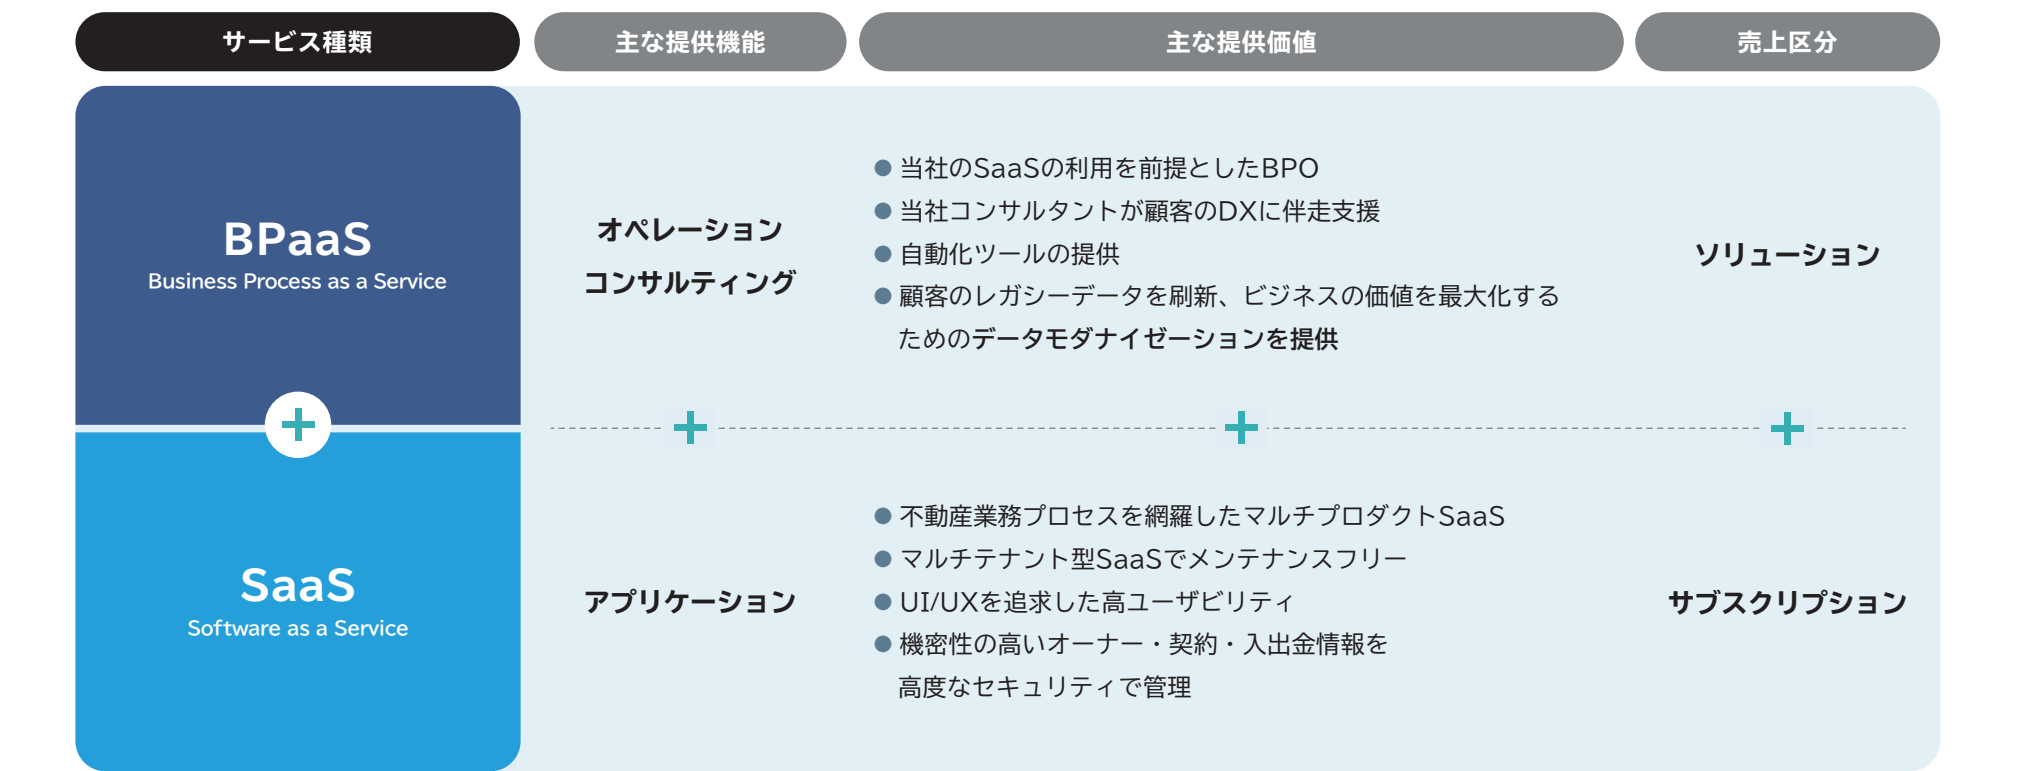 サービス種類
主な提供機能
主な提供価値
売上区分
BPaaS
Business Process as a Service
オペレーション
コンサルティング
● 当社のSaaSの利用を前提としたBPO
● 当社コンサルタントが顧客のDXに伴走支援
● 自動化ツールの提供
● 顧客のレガシーデータを刷新、ビジネスの価値を最大化する
ためのデータモダナイゼーションを提供
ソリューション
+
+
+
+
SaaS
Software as a Service
アプリケーション
● 不動産業務プロセスを網羅したマルチプロダクトSaaS
● マルチテナント型SaaSでメンテナンスフリー
● UI/UXを追求した高ユーザビリティ
● 機密性の高いオーナー・契約・入出金情報を
高度なセキュリティで管理
サブスクリプション